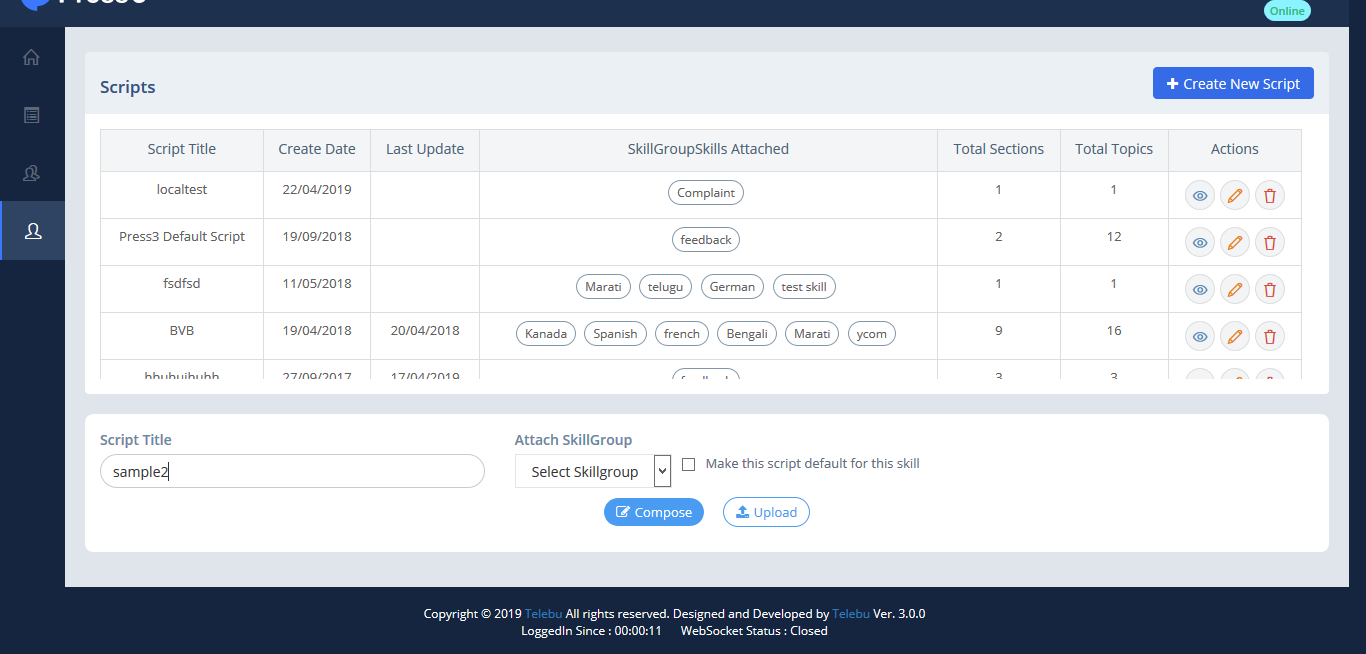 Online
Scripts
Create New Script
Script Title Create Date Last Update SkillGroupSkills Attached Total Sections Total Topics Actions
localtest 22/04/2019 Complaint 1 1
Press3 Default Script 19/09/2018 feedback 2 12
fsdfsd 11/05/2018 Marati telugu German test skill 1 1
BVB 19/04/2018 20/04/2018 Kanada Spanish french Bengali Marati ycom 9 16
27/09/2017 17/04/2019 3 3
Script Title Attach SkillGroup
sample2 Select Skillgroup Make this script default for this skill
Compose Upload
Copyright © 2019 Telebu All rights reserved. Designed and Developed by Telebu Ver. 3.0.0
LoggedIn Since : 00:00:11 WebSocket Status : Closed